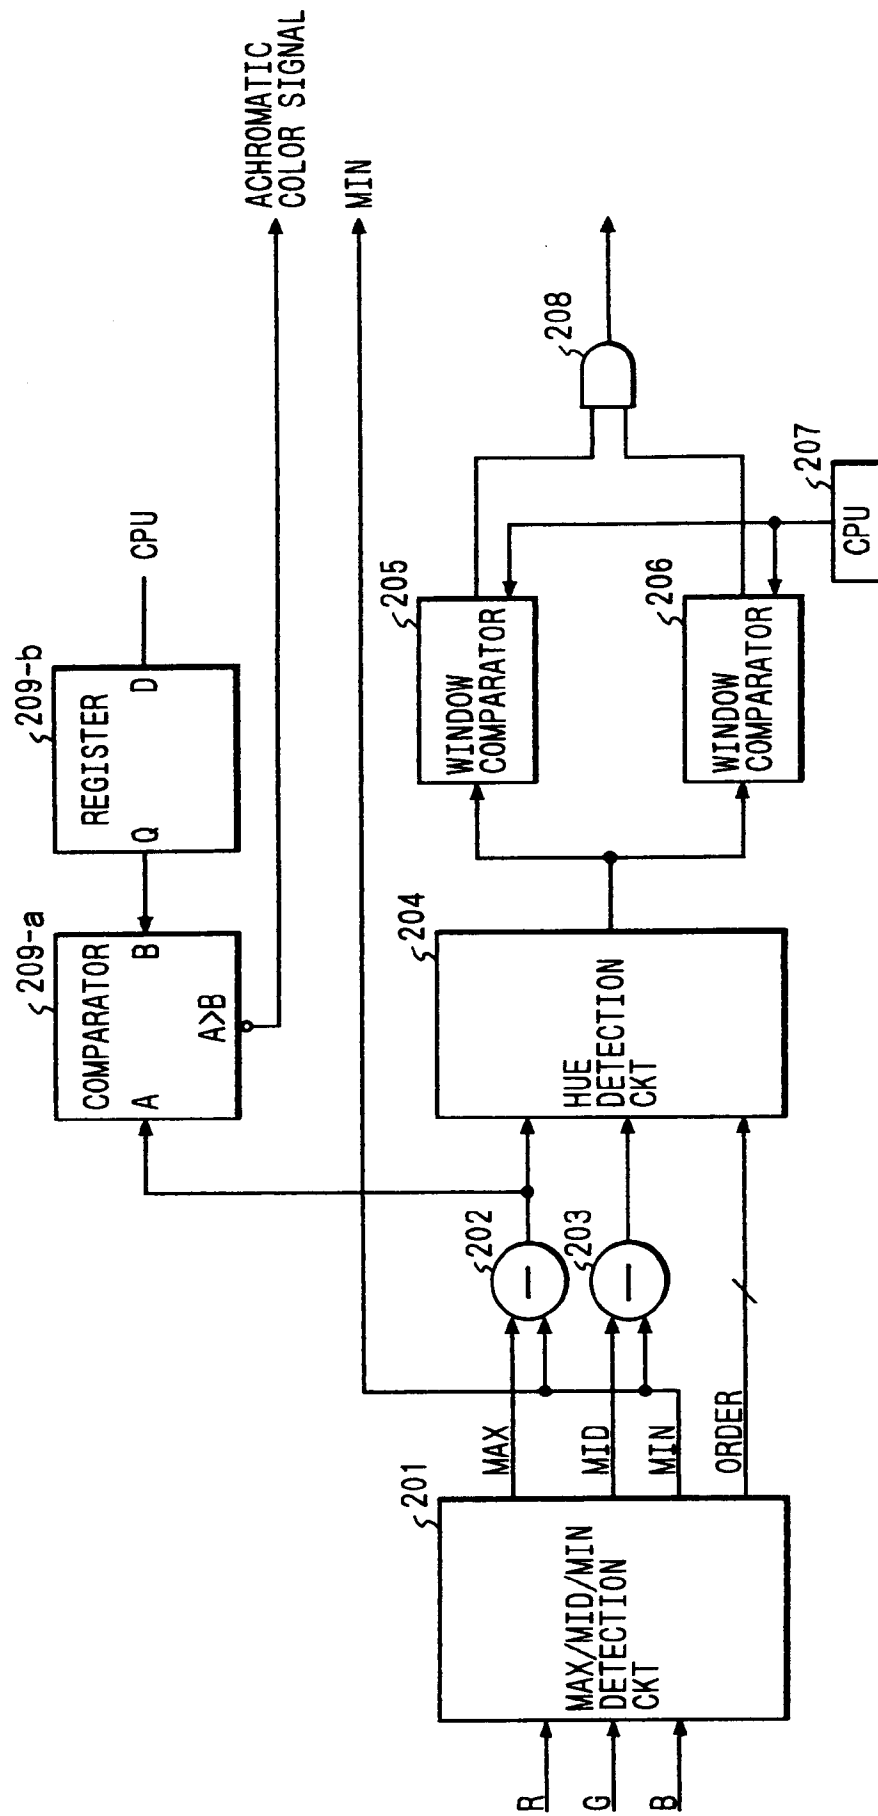 R
G
B
201
MAX/MID/MIN
DETECTION
CKT
MAX
MID
MIN
ORDER
202
203
204
HUE
DETECTION
CKT
209-a
COMPARATOR
A
B
A>B
209-b
REGISTER
Q
D
CPU
ACHROMATIC
COLOR SIGNAL
MIN
205
WINDOW
COMPARATOR
206
WINDOW
COMPARATOR
207
CPU
208